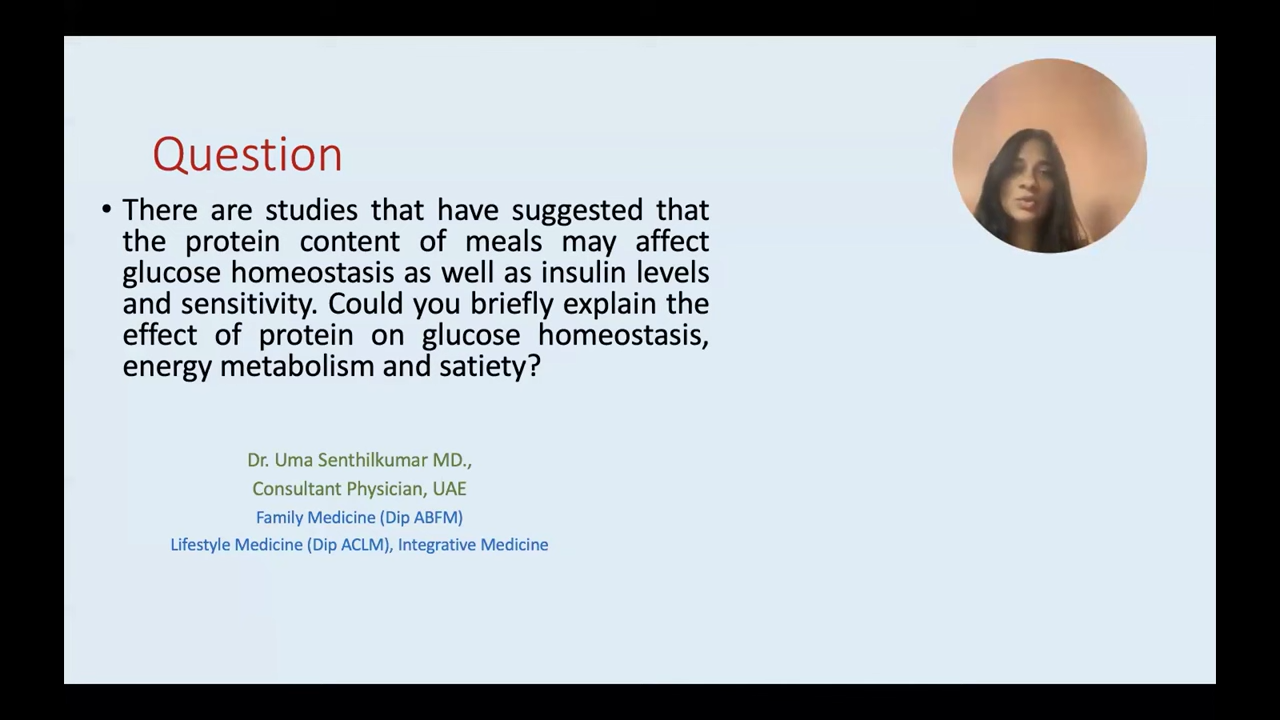 Question
• There are studies that have suggested that
the protein content of meals may affect
glucose homeostasis as well as insulin levels
and sensitivity. Could you briefly explain the
effect of protein on glucose homeostasis,
energy metabolism and satiety?
Dr. Uma Senthilkumar MD.,
Consultant Physician, UAE
Family Medicine (Dip ABFM)
Lifestyle Medicine (Dip ACLM), Integrative Medicine